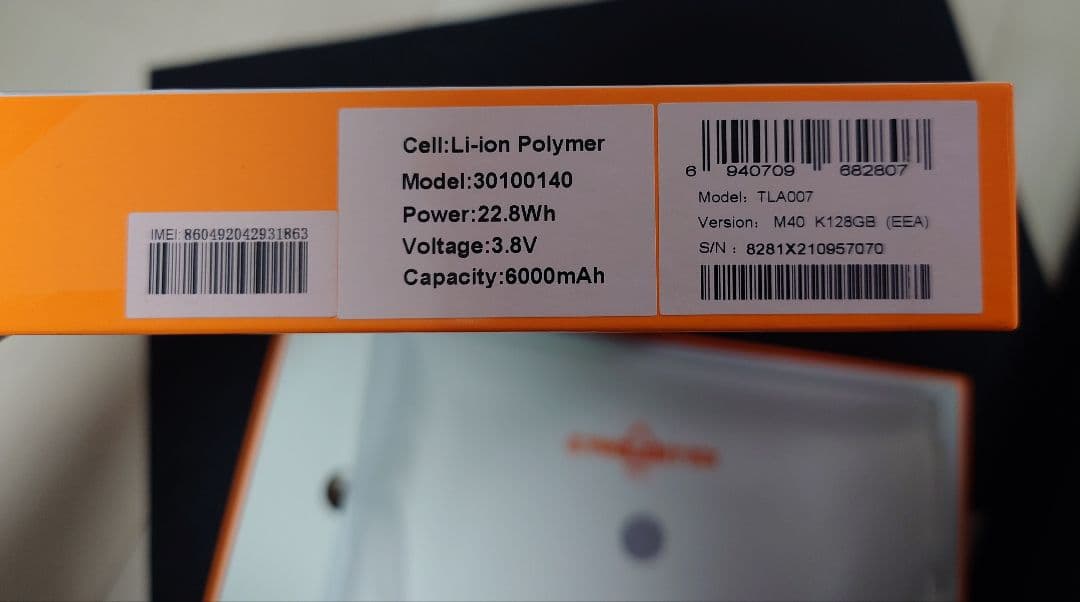 IMEI: 860492042931863
Cell:Li-ion Polymer
Model:30100140
Power:22.8Wh
Voltage:3.8V
Capacity:6000mAh
6 940709 682807
Model: TLA007
Version: M40 K128GB (EEA)
S/N : 8281X210957070